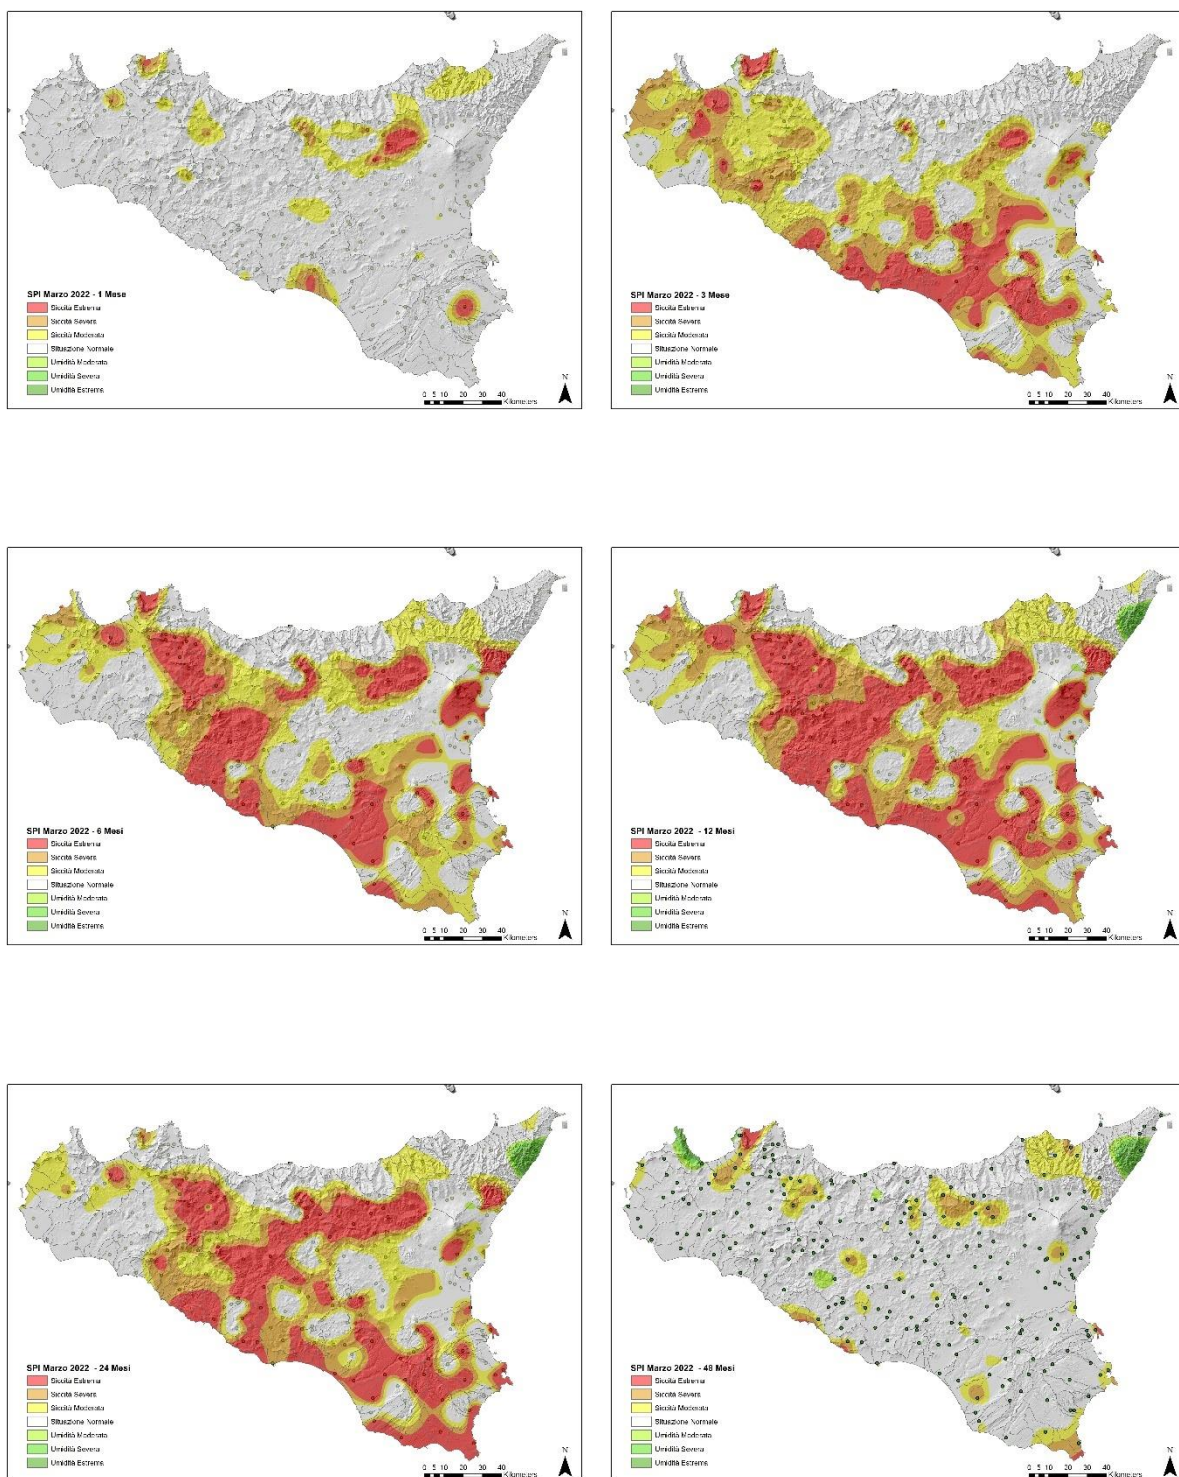 N
SPI Marzo 2022 - 1 Mese
Siccità Estrema
Siccità Severa
Siccità Moderata
Situazione Normale
Umidità Moderata
Umidità Severa
Umidità Estrema
0 5 10 20 30 40
Kilometers
N
SPI Marzo 2022 - 3 Mese
Siccità Estrema
Siccità Severa
Siccità Moderata
Situazione Normale
Umidità Moderata
Umidità Severa
Umidità Estrema
0 5 10 20 30 40
Kilometers
N
SPI Marzo 2022 - 6 Mesi
Siccità Estrema
Siccità Severa
Siccità Moderata
Situazione Normale
Umidità Moderata
Umidità Severa
Umidità Estrema
0 5 10 20 30 40
Kilometers
N
SPI Marzo 2022 - 12 Mesi
Siccità Estrema
Siccità Severa
Siccità Moderata
Situazione Normale
Umidità Moderata
Umidità Severa
Umidità Estrema
0 5 10 20 30 40
Kilometers
N
SPI Marzo 2022 - 24 Mesi
Siccità Estrema
Siccità Severa
Siccità Moderata
Situazione Normale
Umidità Moderata
Umidità Severa
Umidità Estrema
0 5 10 20 30 40
Kilometers
N
SPI Marzo 2022 - 48 Mesi
Siccità Estrema
Siccità Severa
Siccità Moderata
Situazione Normale
Umidità Moderata
Umidità Severa
Umidità Estrema
0 5 10 20 30 40
Kilometers